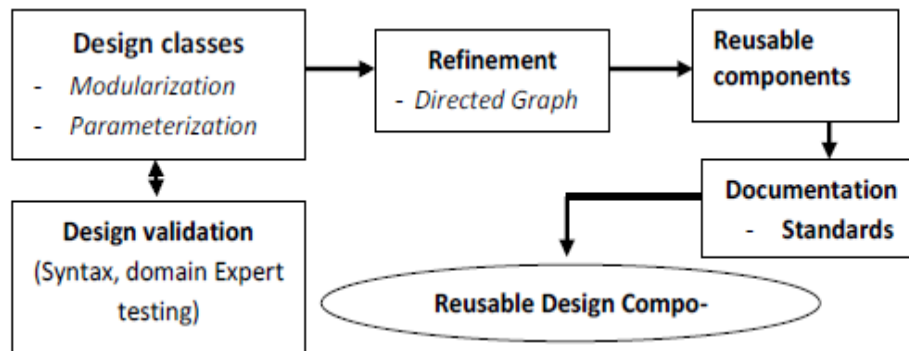 Design classes
- Modularization
- Parameterization
Refinement
- Directed Graph
Reusable
components
Documentation
- Standards
Design validation
(Syntax, domain Expert
testing)
Reusable Design Compo-